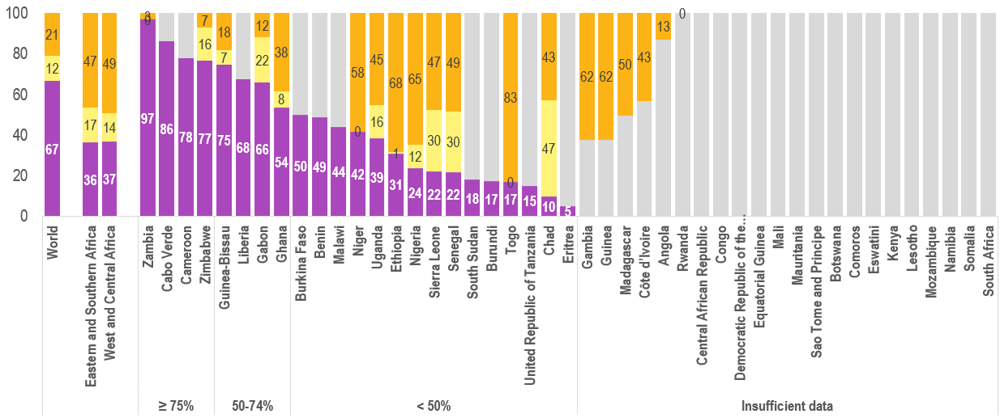 100
80
60
40
20
0
21
12
67
47
17
36
49
14
37
3
0
97
86
78
7
16
77
18
7
75
68
12
22
66
38
8
54
50
49
44
58
0
42
45
16
39
68
1
31
65
12
24
47
30
22
49
30
22
18
17
83
0
17
15
43
47
10
5
62
62
50
43
13
0
World
Eastern and Southern Africa
West and Central Africa
Zambia
Cabo Verde
Cameroon
Zimbabwe
Guinea-Bissau
Liberia
Gabon
Ghana
Burkina Faso
Benin
Malawi
Niger
Uganda
Ethiopia
Nigeria
Sierra Leone
Senegal
South Sudan
Burundi
Togo
United Republic of Tanzania
Chad
Eritrea
Gambia
Guinea
Madagascar
Côte d’Ivoire
Angola
Rwanda
Central African Republic
Congo
Democratic Republic of the…
Equatorial Guinea
Mali
Mauritania
Sao Tome and Principe
Botswana
Comoros
Eswatini
Kenya
Lesotho
Mozambique
Namibia
Somalia
South Africa
≥ 75%
50-74%
< 50%
Insufficient data